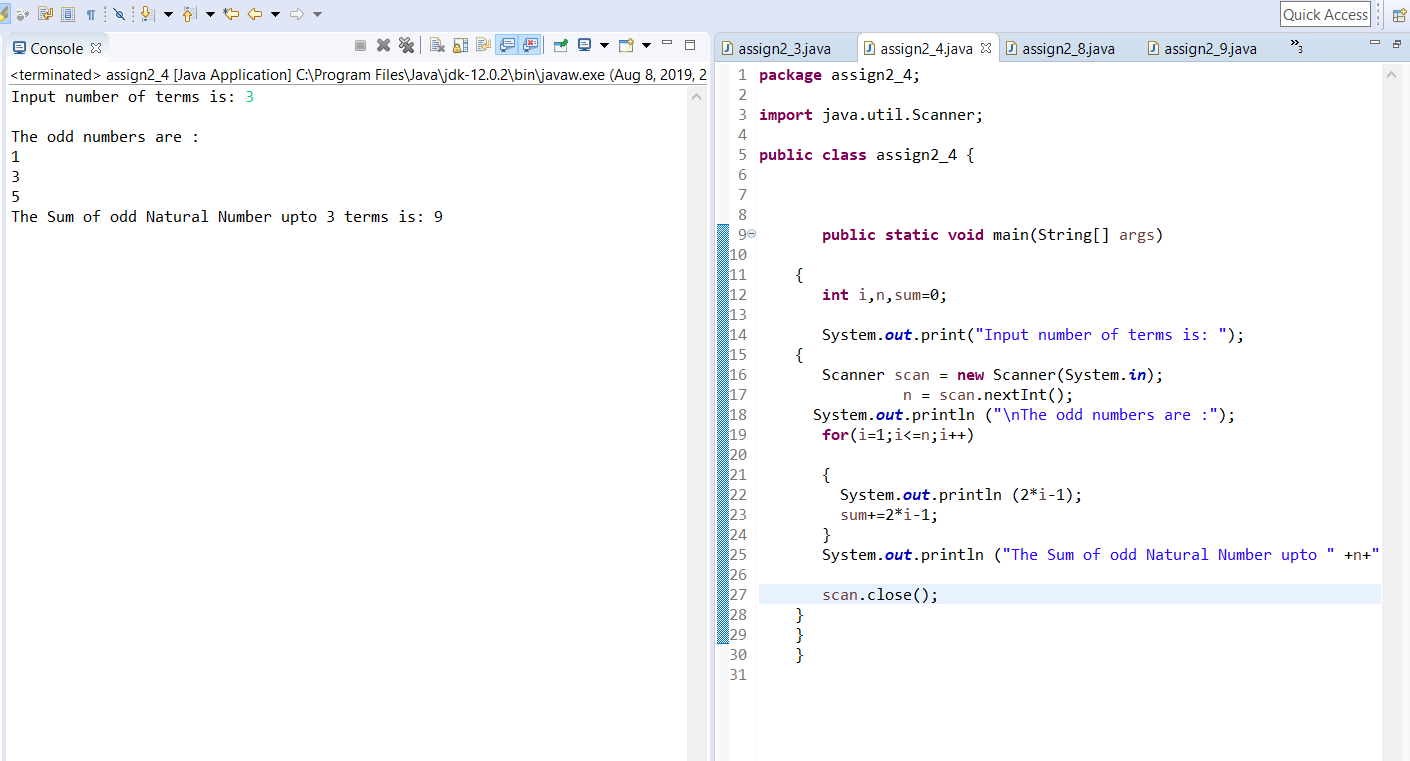 Quick Access
Console
<terminated> assign2_4 [Java Application] C:\Program Files\Java\jdk-12.0.2\bin\javaw.exe (Aug 8, 2019, 2
Input number of terms is: 3
The odd numbers are :
1
3
5
The Sum of odd Natural Number upto 3 terms is: 9
assign2_3.java assign2_4.java assign2_8.java assign2_9.java »3
1 package assign2_4;
2
3 import java.util.Scanner;
4
5 public class assign2_4 {
6
7
8
9 public static void main(String[] args)
10
11 {
12 int i,n,sum=0;
13
14 System.out.print("Input number of terms is: ");
15 {
16 Scanner scan = new Scanner(System.in);
17 n = scan.nextInt();
18 System.out.println ("\nThe odd numbers are :");
19 for(i=1;i<=n;i++)
20
21 {
22 System.out.println (2*i-1);
23 sum+=2*i-1;
24 }
25 System.out.println ("The Sum of odd Natural Number upto " +n+"
26
27 scan.close();
28 }
29 }
30 }
31